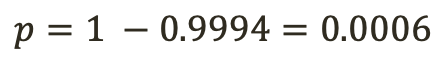 p = 1 − 0.9994 = 0.0006